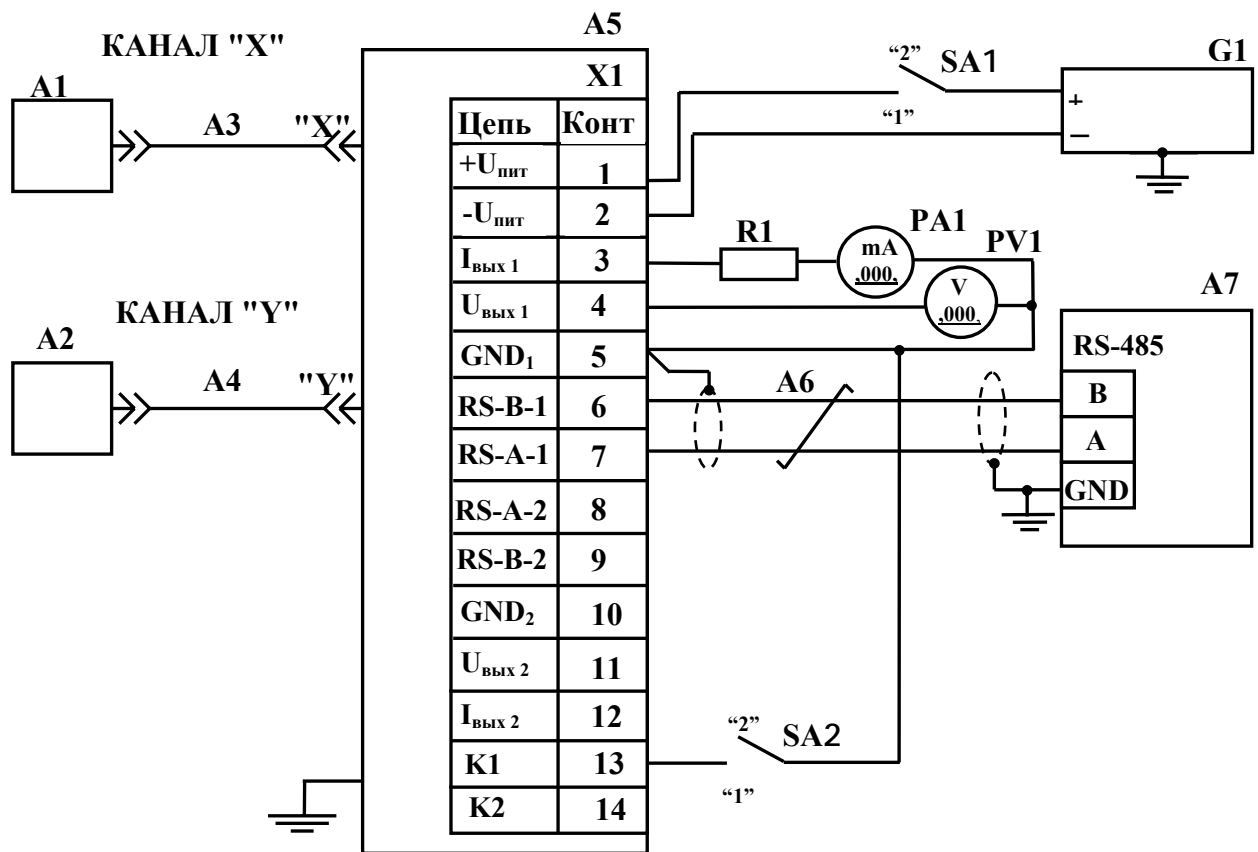 A5
КАНАЛ "X"
"2" SA1 G1
X1
A1
Цепь Конт
A3 "X"
+
"1"
–
+Uпит 1
-Uпит 2
R1 mA ,000, PA1 PV1
Iвых 1 3
V ,000,
A7
КАНАЛ "Y"
Uвых 1 4
A2
GND1 5
RS-485
A4 "Y"
A6
RS-B-1 6
B
RS-A-1 7
A
RS-A-2 8
GND
RS-B-2 9
GND2 10
Uвых 2 11
Iвых 2 12
"2" SA2
K1 13
"1"
K2 14